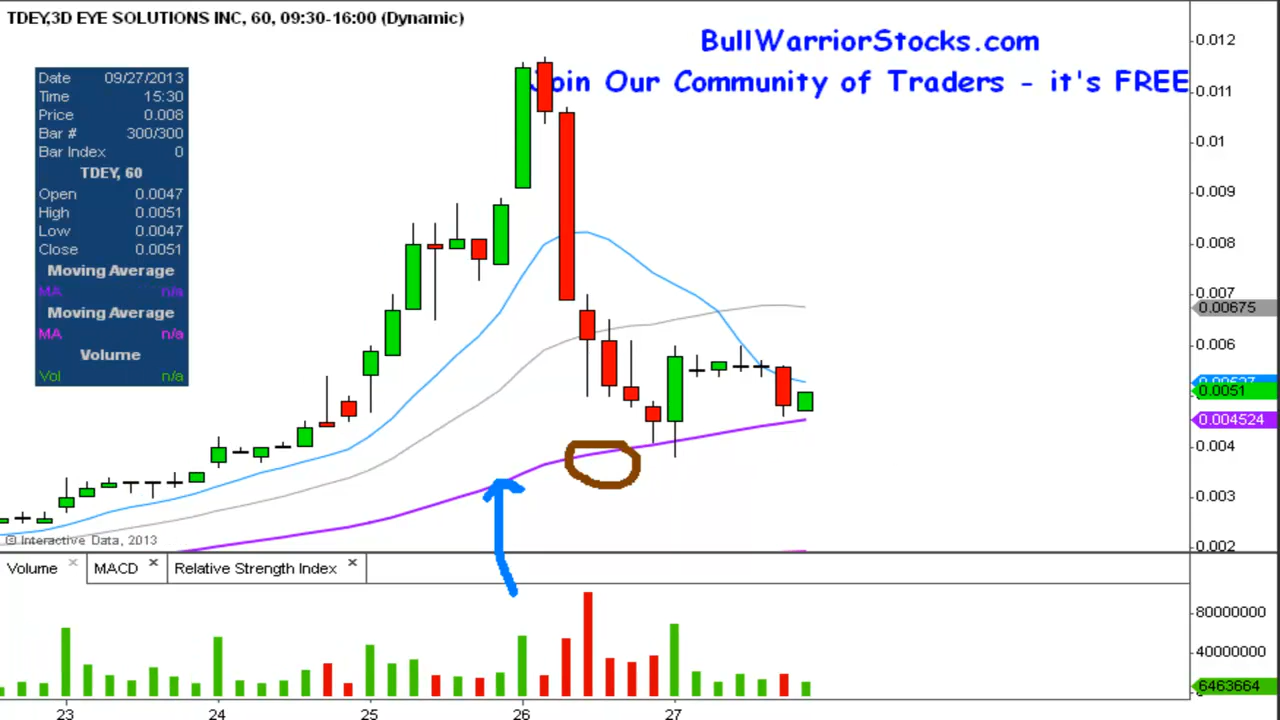 TDEY,3D EYE SOLUTIONS INC, 60, 09:30-16:00 (Dynamic)
BullWarriorStocks.com
Join Our Community of Traders - it's FREE
Date 09/27/2013
Time 15:30
Price 0.008
Bar # 300/300
Bar Index 0
TDEY, 60
Open 0.0047
High 0.0051
Low 0.0047
Close 0.0051
Moving Average
MA n/a
Moving Average
MA n/a
Volume
Vol n/a
0.012
0.011
0.01
0.009
0.008
0.007
0.00675
0.006
0.0051
0.004524
0.004
0.003
0.002
© Interactive Data, 2013
Volume × MACD × Relative Strength Index ×
80000000
40000000
6463664
23 24 25 26 27